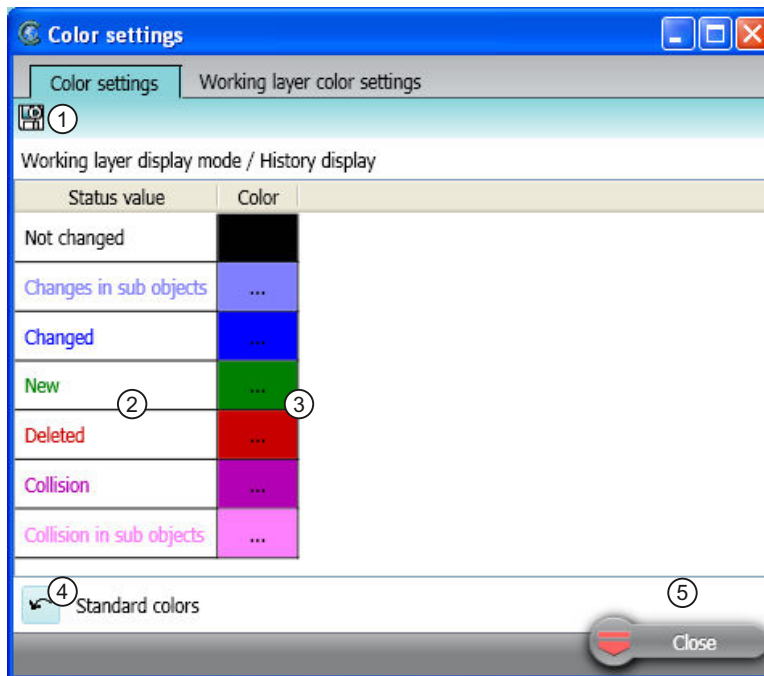 Color settings
Color settings Working layer color settings
1
Working layer display mode / History display
Status value Color
Not changed
Changes in sub objects ...
Changed ...
New ...
2 3
Deleted ...
Collision ...
Collision in sub objects ...
4 Standard colors
5
Close